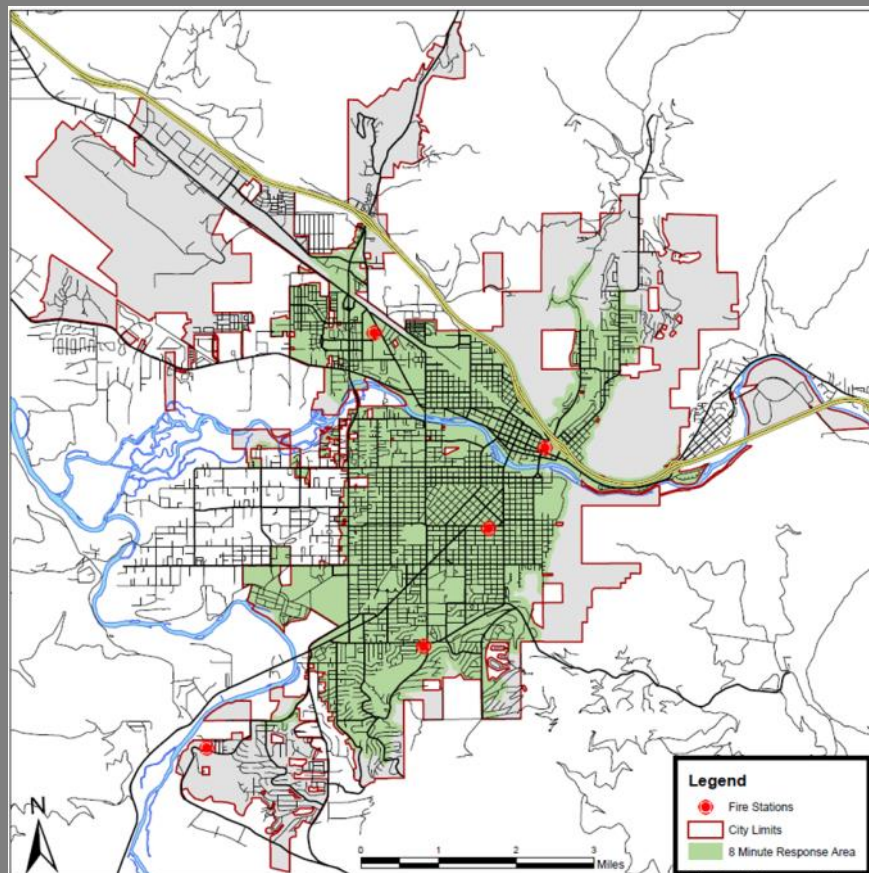 N
0
1
2
3
Miles
Legend
Fire Stations
City Limits
8 Minute Response Area